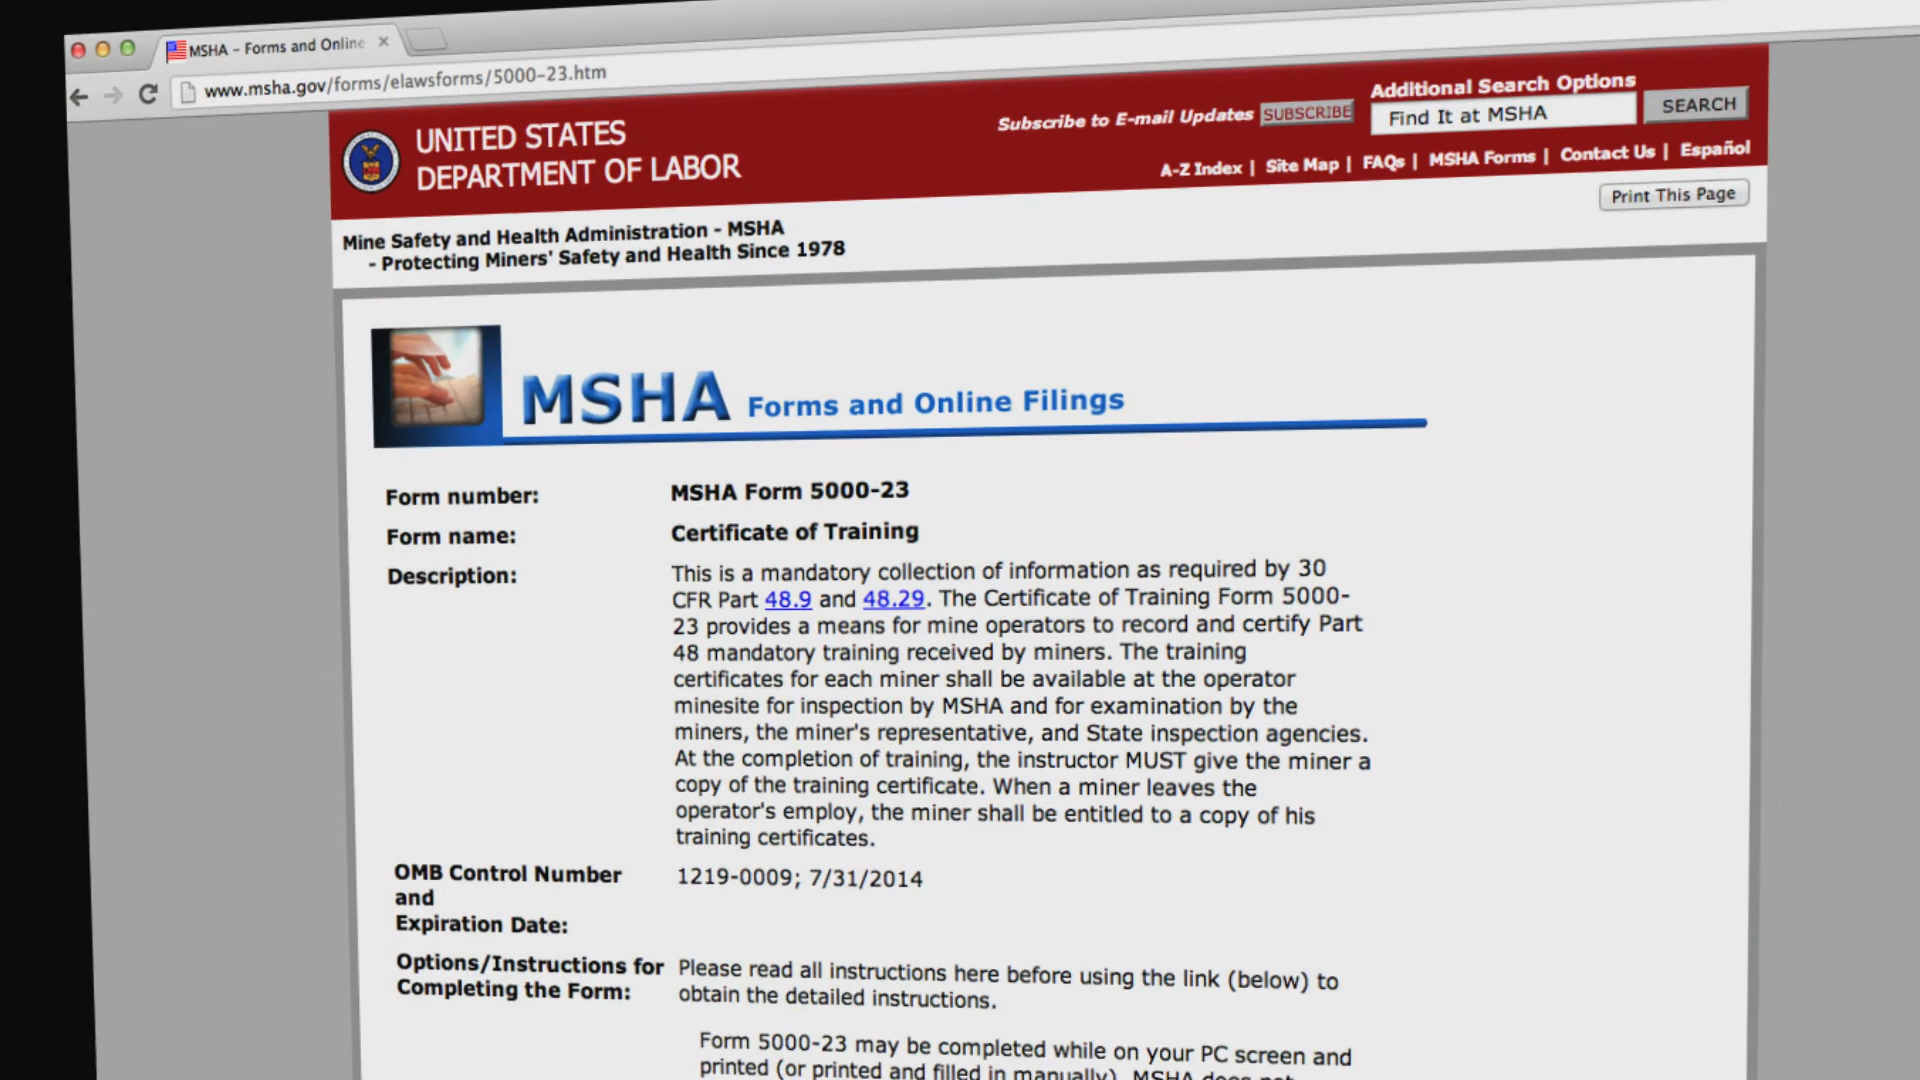 MSHA - Forms and Online
www.msha.gov/forms/elawsforms/5000-23.htm
UNITED STATES
DEPARTMENT OF LABOR
Subscribe to E-mail Updates SUBSCRIBE
Additional Search Options
Find It at MSHA SEARCH
A-Z Index | Site Map | FAQs | MSHA Forms | Contact Us | Español
Print This Page
Mine Safety and Health Administration - MSHA
- Protecting Miners' Safety and Health Since 1978
MSHA Forms and Online Filings
Form number: MSHA Form 5000-23
Form name: Certificate of Training
Description: This is a mandatory collection of information as required by 30
CFR Part 48.9 and 48.29. The Certificate of Training Form 5000-
23 provides a means for mine operators to record and certify Part
48 mandatory training received by miners. The training
certificates for each miner shall be available at the operator
minesite for inspection by MSHA and for examination by the
miners, the miner's representative, and State inspection agencies.
At the completion of training, the instructor MUST give the miner a
copy of the training certificate. When a miner leaves the
operator's employ, the miner shall be entitled to a copy of his
training certificates.
OMB Control Number 1219-0009; 7/31/2014
and
Expiration Date:
Options/Instructions for Please read all instructions here before using the link (below) to
Completing the Form: obtain the detailed instructions.
Form 5000-23 may be completed while on your PC screen and
printed (or printed and filled in manually). MSHA does not